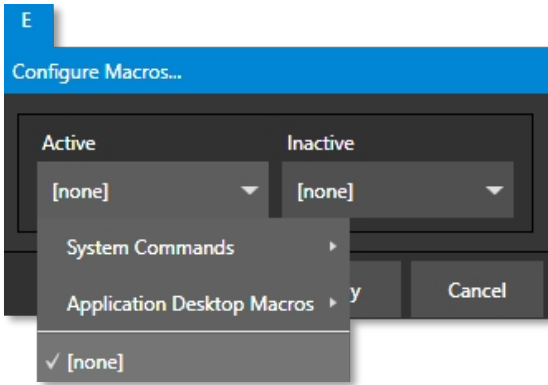 E
Configure Macros...
Active Inactive
[none] [none]
System Commands
y Cancel
Application Desktop Macros
[none]